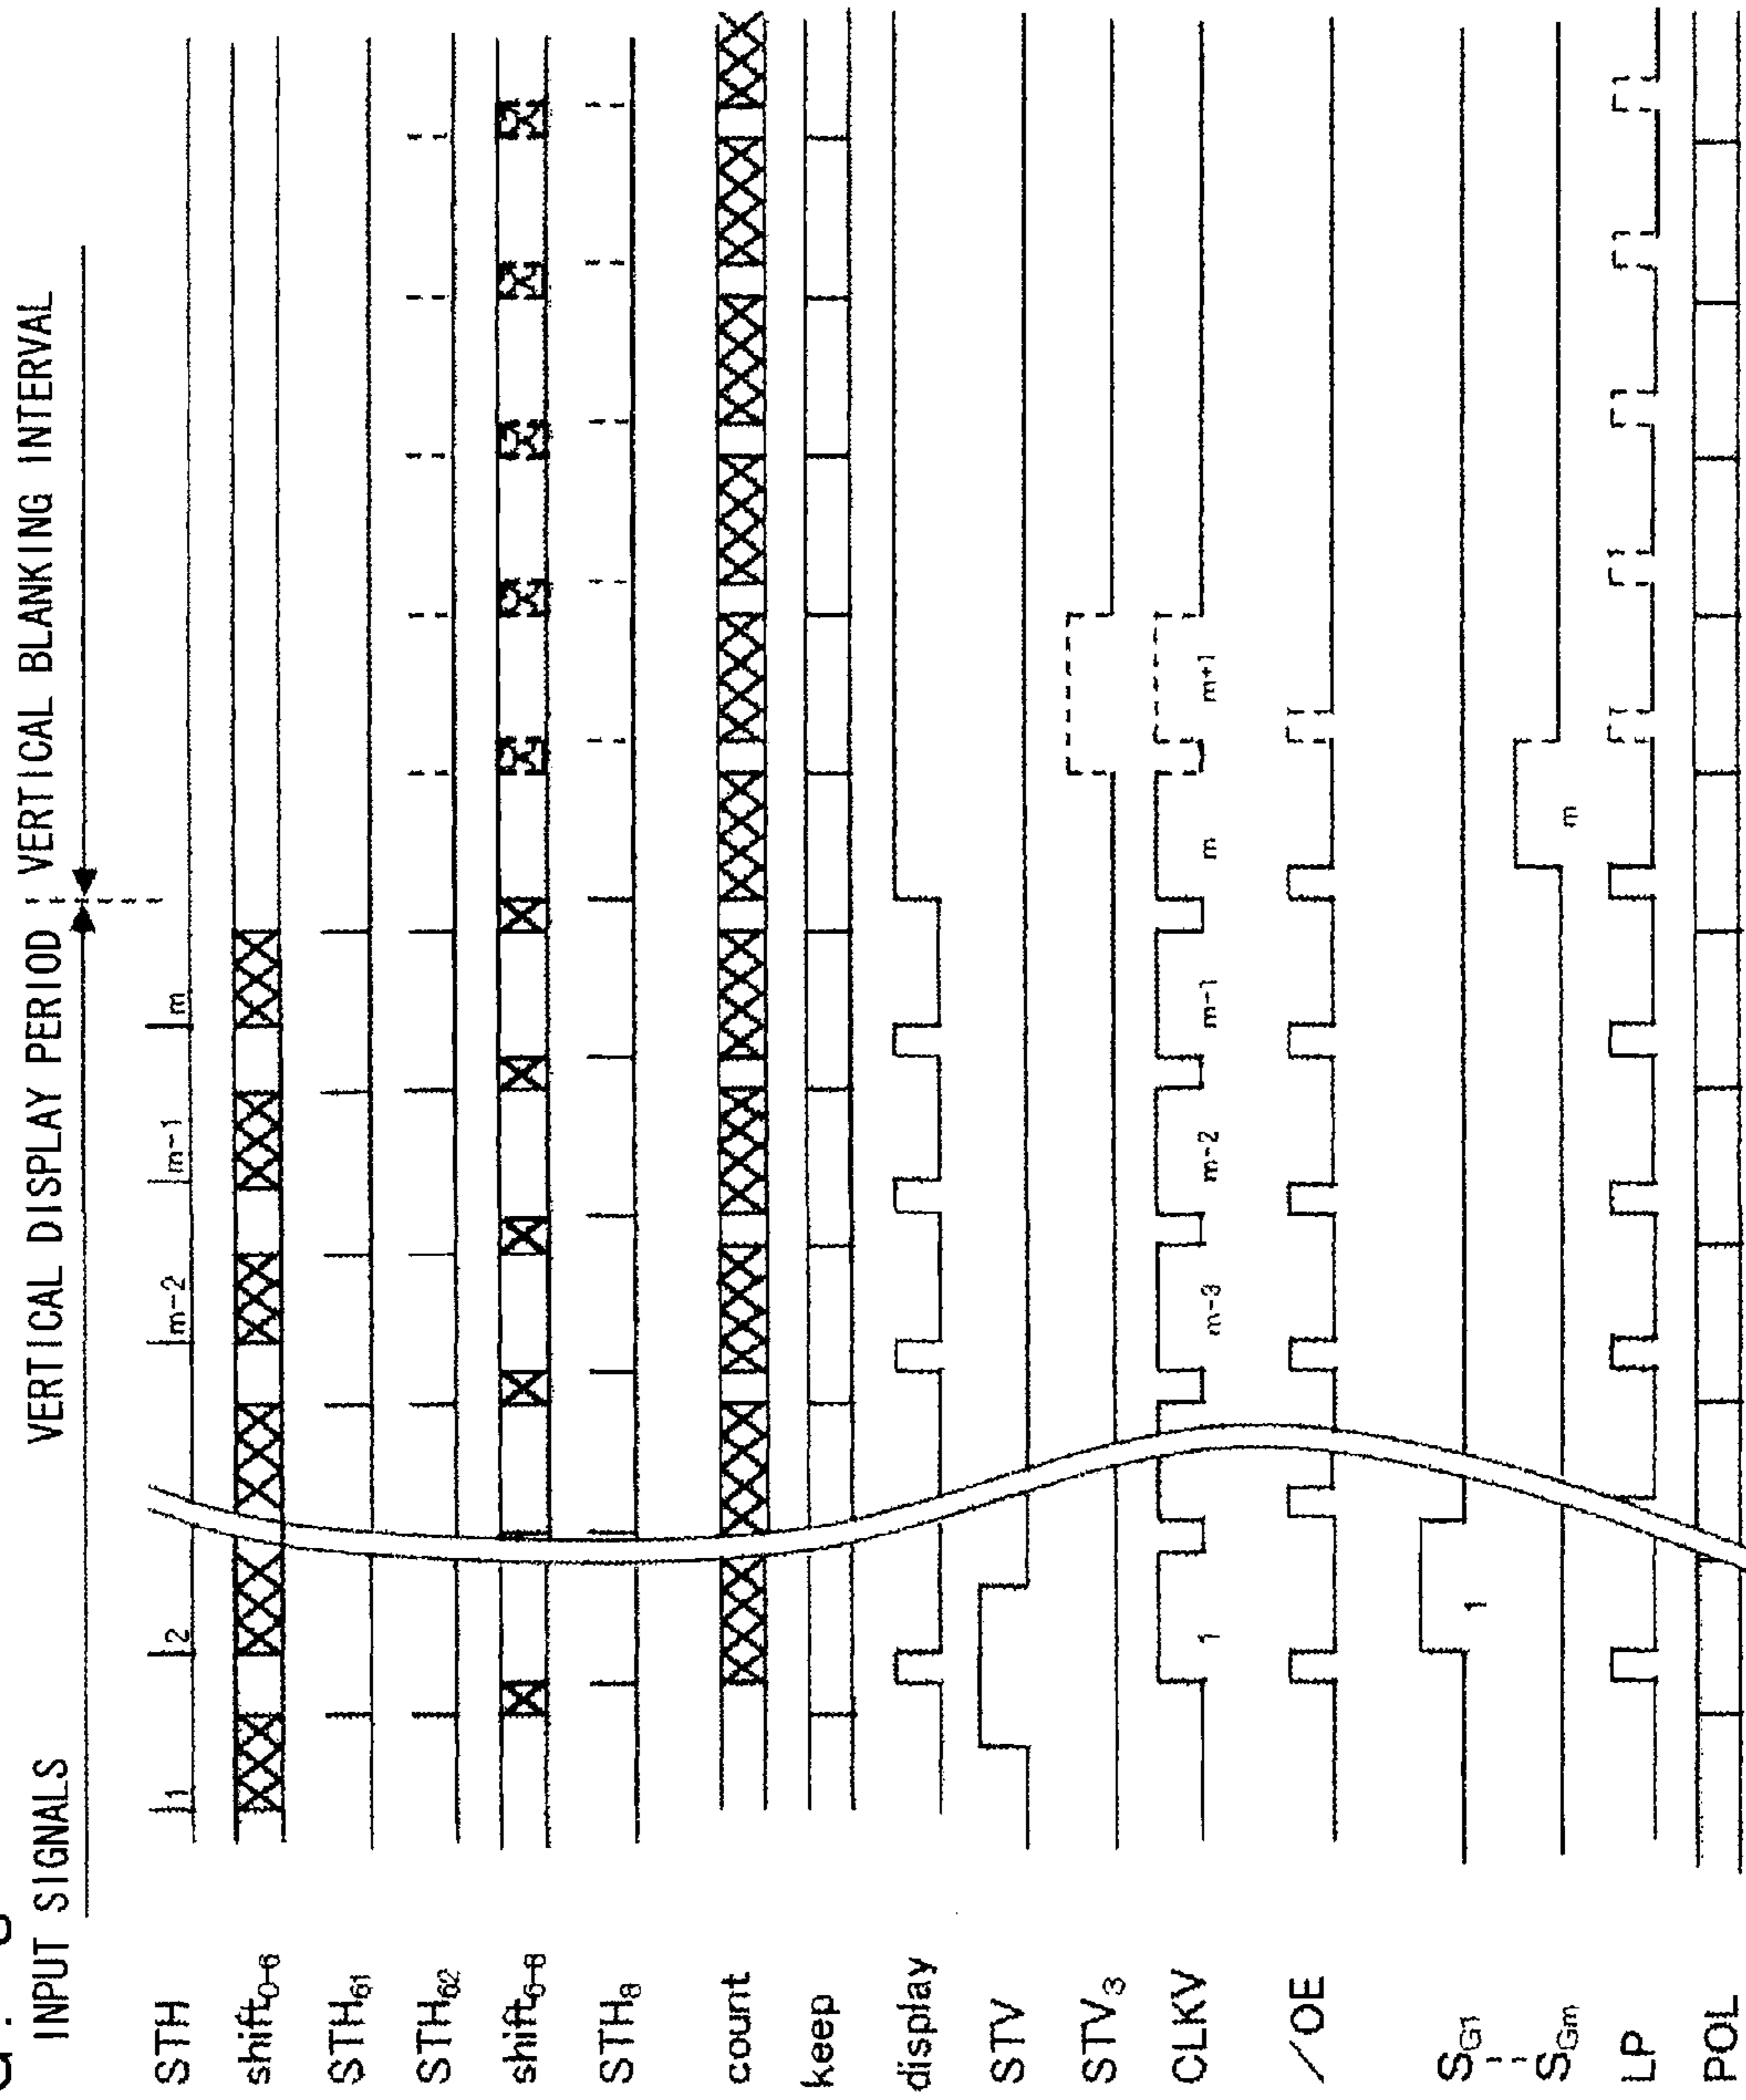 INPUT SIGNALS
VERTICAL DISPLAY PERIOD
VERTICAL BLANKING INTERVAL
STH 1 2 m-2 m-1 m
shift0-6
STH61
STH62
shift6-8
STH8
count
keep
display
STV
STV3
CLKV 1 m-3 m-2 m-1 m m+1
/OE
SG1 1
SGm m
LP
POL